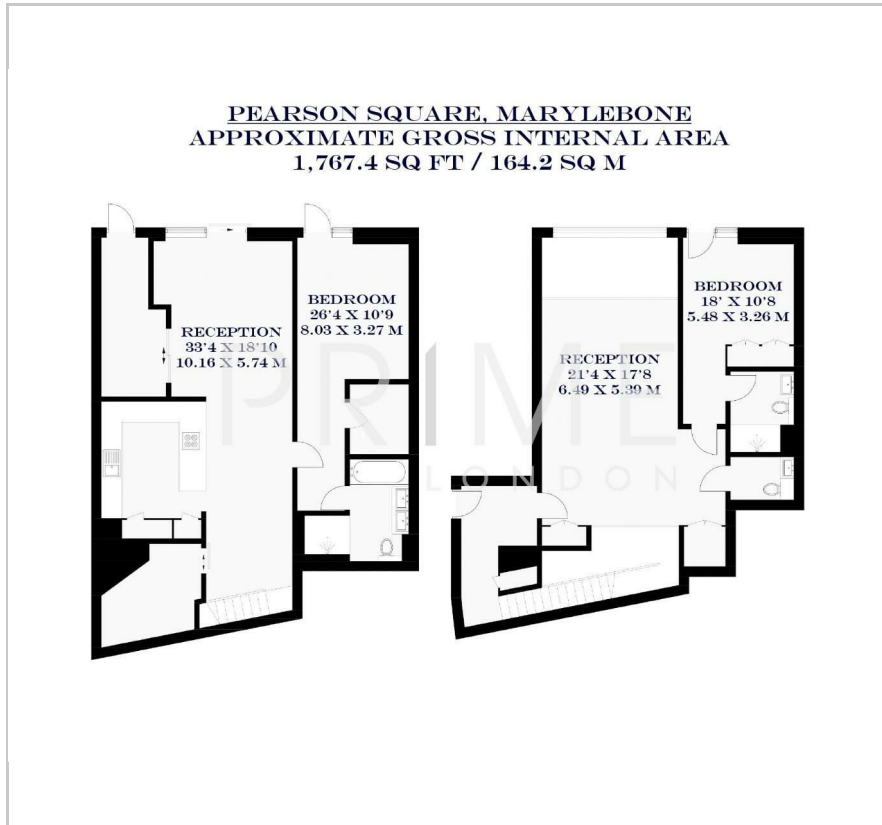 PEARSON SQUARE, MARYLEBONE
APPROXIMATE GROSS INTERNAL AREA
1,767.4 SQ FT / 164.2 SQ M
RECEPTION
33'4 X 18'10
10.16 X 5.74 M
BEDROOM
26'4 X 10'9
8.03 X 3.27 M
RECEPTION
21'4 X 17'8
6.49 X 5.39 M
BEDROOM
18' X 10'8
5.48 X 3.26 M
PRIME
LONDON